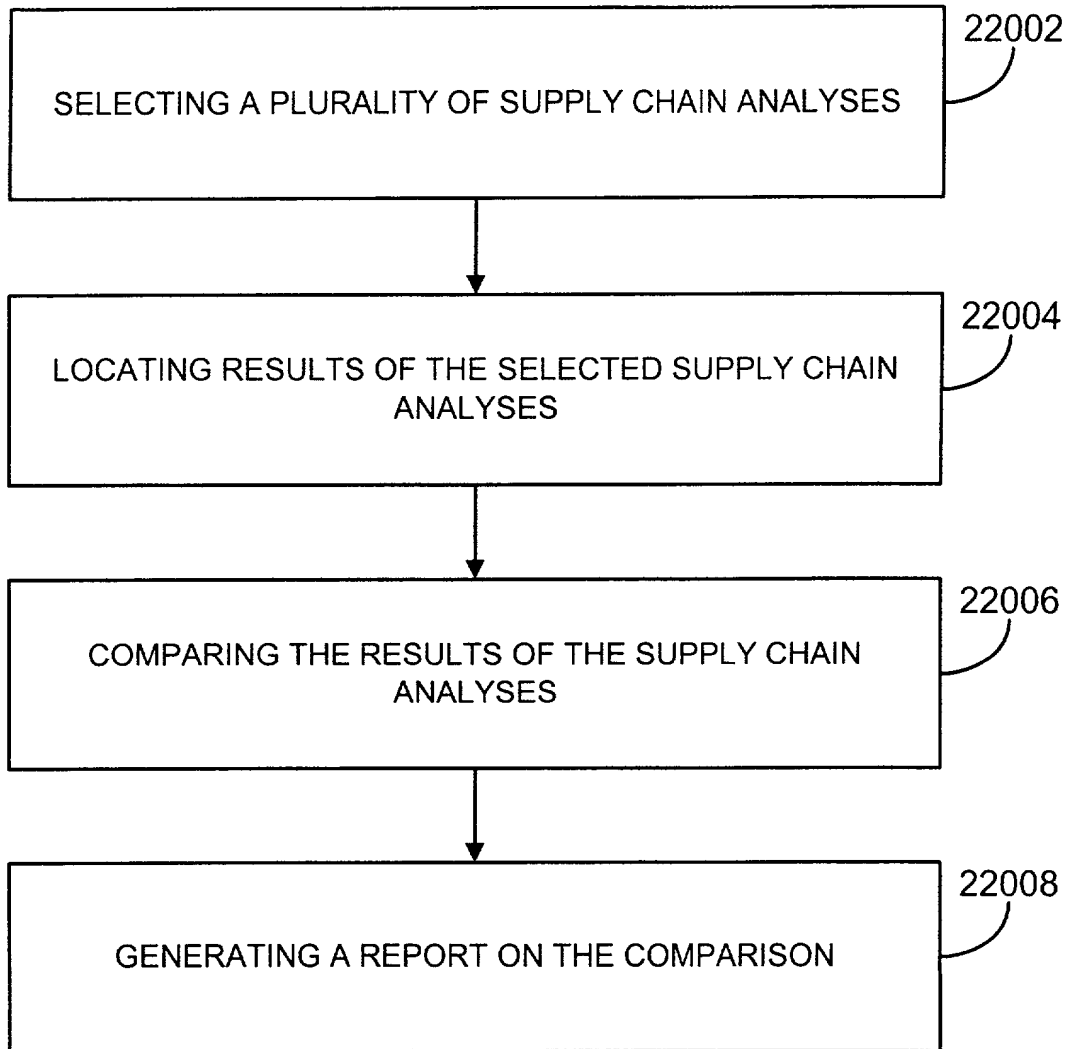 22002
SELECTING A PLURALITY OF SUPPLY CHAIN ANALYSES
22004
LOCATING RESULTS OF THE SELECTED SUPPLY CHAIN
ANALYSES
22006
COMPARING THE RESULTS OF THE SUPPLY CHAIN
ANALYSES
22008
GENERATING A REPORT ON THE COMPARISON